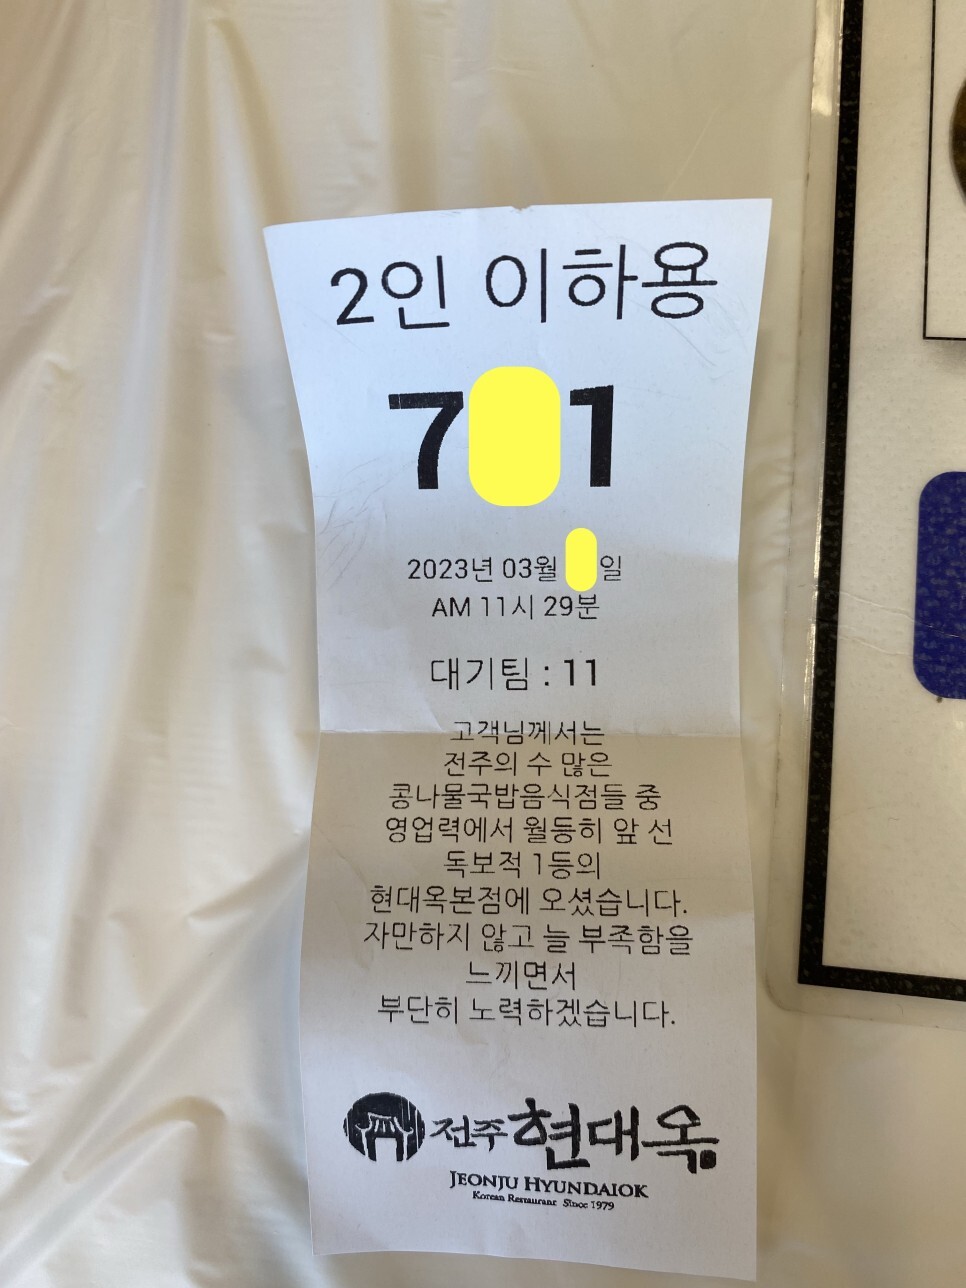 2인 이하용
7 1
2023년 03월 일
AM 11시 29분
대기팀 : 11
고객님께서는
전주의 수 많은
콩나물국밥음식점들 중
영업력에서 월등히 앞 선
독보적 1등의
현대옥본점에 오셨습니다.
자만하지 않고 늘 부족함을
느끼면서
부단히 노력하겠습니다.
전주현대옥
JEONJU HYUNDAIOK
Korean Restaurant Since 1979